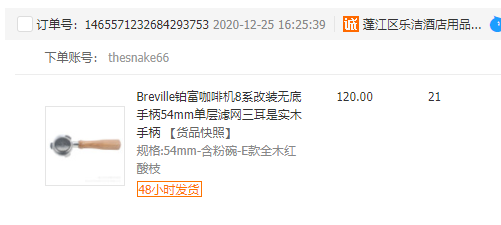 订单号：1465571232684293753 2020-12-25 16:25:39 诚 蓬江区乐洁酒店用品...
下单账号： thesnake66
Breville铂富咖啡机8系改装无底 120.00 21
手柄54mm单层滤网三耳是实木
手柄 【货品快照】
规格:54mm-含粉碗-E款全木红
酸枝
48小时发货